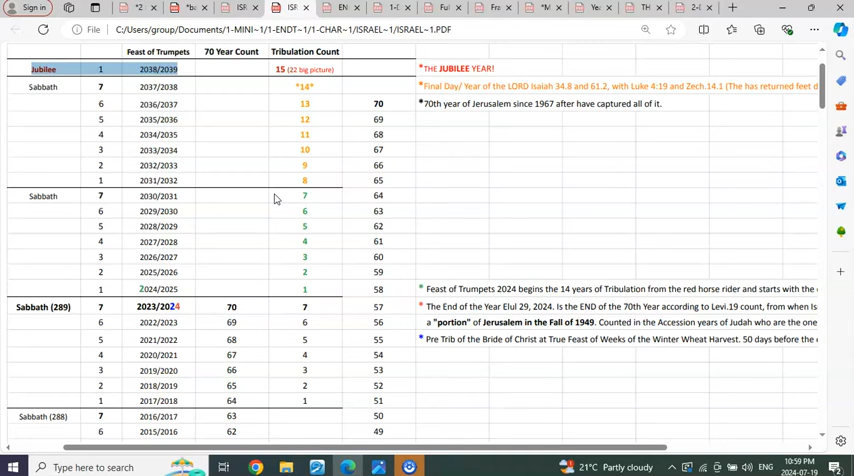 Sign in
*2
*ba
ISR
ISR
EN
1-D
Ful
Fra
*M
Yea
TH
2-D
File
C:/Users/group/Documents/1-MINI~1/1-ENDT~1/1-CHAR~1/ISRAEL~1/ISRAEL~1.PDF
Feast of Trumpets 70 Year Count Tribulation Count
Jubilee 1 2038/2039 15 (22 big picture) *THE JUBILEE YEAR!
Sabbath 7 2037/2038 *14* *Final Day/ Year of the LORD Isaiah 34.8 and 61.2, with Luke 4:19 and Zech.14.1 (The has returned feet d
6 2036/2037 13 70 *70th year of Jerusalem since 1967 after have captured all of it.
5 2035/2036 12 69
4 2034/2035 11 68
3 2033/2034 10 67
2 2032/2033 9 66
1 2031/2032 8 65
Sabbath 7 2030/2031 7 64
6 2029/2030 6 63
5 2028/2029 5 62
4 2027/2028 4 61
3 2026/2027 3 60
2 2025/2026 2 59
1 2024/2025 1 58 * Feast of Trumpets 2024 begins the 14 years of Tribulation from the red horse rider and starts with the
Sabbath (289) 7 2023/2024 70 7 57 * The End of the Year Elul 29, 2024. Is the END of the 70th Year according to Levi.19 count, from when Is
6 2022/2023 69 6 56 a "portion" of Jerusalem in the Fall of 1949. Counted in the Accession years of Judah who are the one
5 2021/2022 68 5 55 * Pre Trib of the Bride of Christ at True Feast of Weeks of the Winter Wheat Harvest. 50 days before the
4 2020/2021 67 4 54
3 2019/2020 66 3 53
2 2018/2019 65 2 52
1 2017/2018 64 1 51
Sabbath (288) 7 2016/2017 63 50
6 2015/2016 62 49
Type here to search
21°C Partly cloudy
10:59 PM
2024-07-19